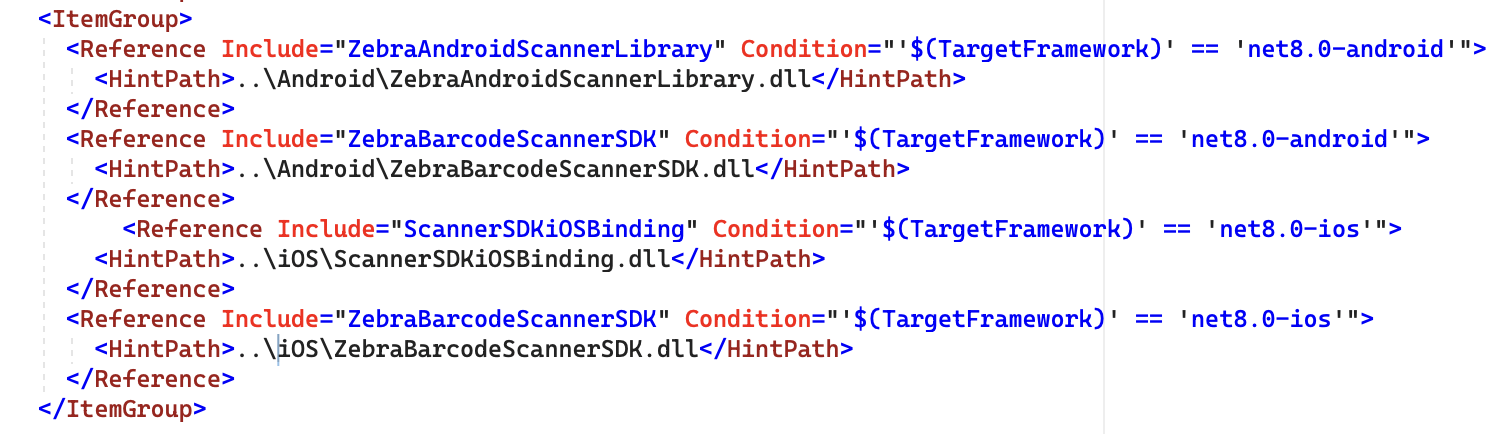 <ItemGroup>
<Reference Include="ZebraAndroidScannerLibrary" Condition="'$(TargetFramework)' == 'net8.0-android'">
<HintPath>..\Android\ZebraAndroidScannerLibrary.dll</HintPath>
</Reference>
<Reference Include="ZebraBarcodeScannerSDK" Condition="'$(TargetFramework)' == 'net8.0-android'">
<HintPath>..\Android\ZebraBarcodeScannerSDK.dll</HintPath>
</Reference>
<Reference Include="ScannerSDKiOSBinding" Condition="'$(TargetFramework)' == 'net8.0-ios'">
<HintPath>..\iOS\ScannerSDKiOSBinding.dll</HintPath>
</Reference>
<Reference Include="ZebraBarcodeScannerSDK" Condition="'$(TargetFramework)' == 'net8.0-ios'">
<HintPath>..\iOS\ZebraBarcodeScannerSDK.dll</HintPath>
</Reference>
</ItemGroup>